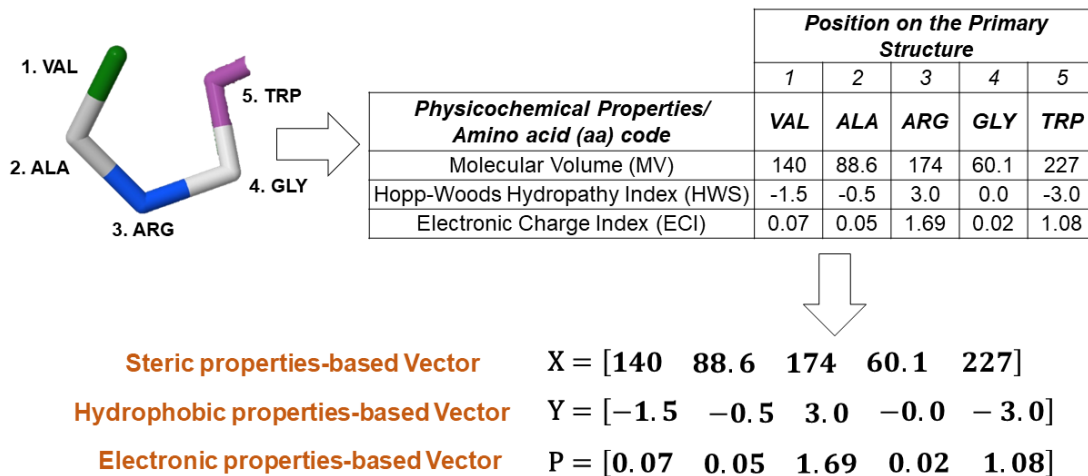 1. VAL
2. ALA
3. ARG
4. GLY
5. TRP
Position on the Primary
Structure
1 2 3 4 5
Physicochemical Properties/
Amino acid (aa) code
VAL ALA ARG GLY TRP
Molecular Volume (MV) 140 88.6 174 60.1 227
Hopp-Woods Hydropathy Index (HWS) -1.5 -0.5 3.0 0.0 -3.0
Electronic Charge Index (ECI) 0.07 0.05 1.69 0.02 1.08
Steric properties-based Vector X = [140 88.6 174 60.1 227]
Hydrophobic properties-based Vector Y = [−1.5 −0.5 3.0 −0.0 −3.0]
Electronic properties-based Vector P = [0.07 0.05 1.69 0.02 1.08]